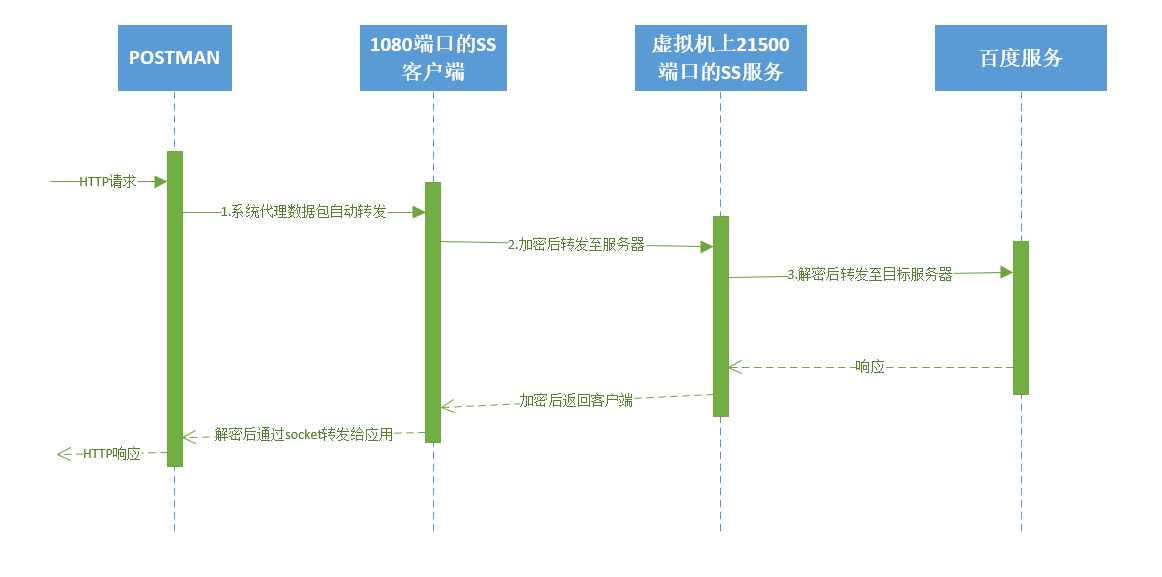 POSTMAN
1080端口的SS
客户端
虚拟机上21500
端口的SS服务
百度服务
HTTP请求
1.系统代理数据包自动转发
2.加密后转发至服务器
3.解密后转发至目标服务器
响应
加密后返回客户端
解密后通过socket转发给应用
HTTP响应